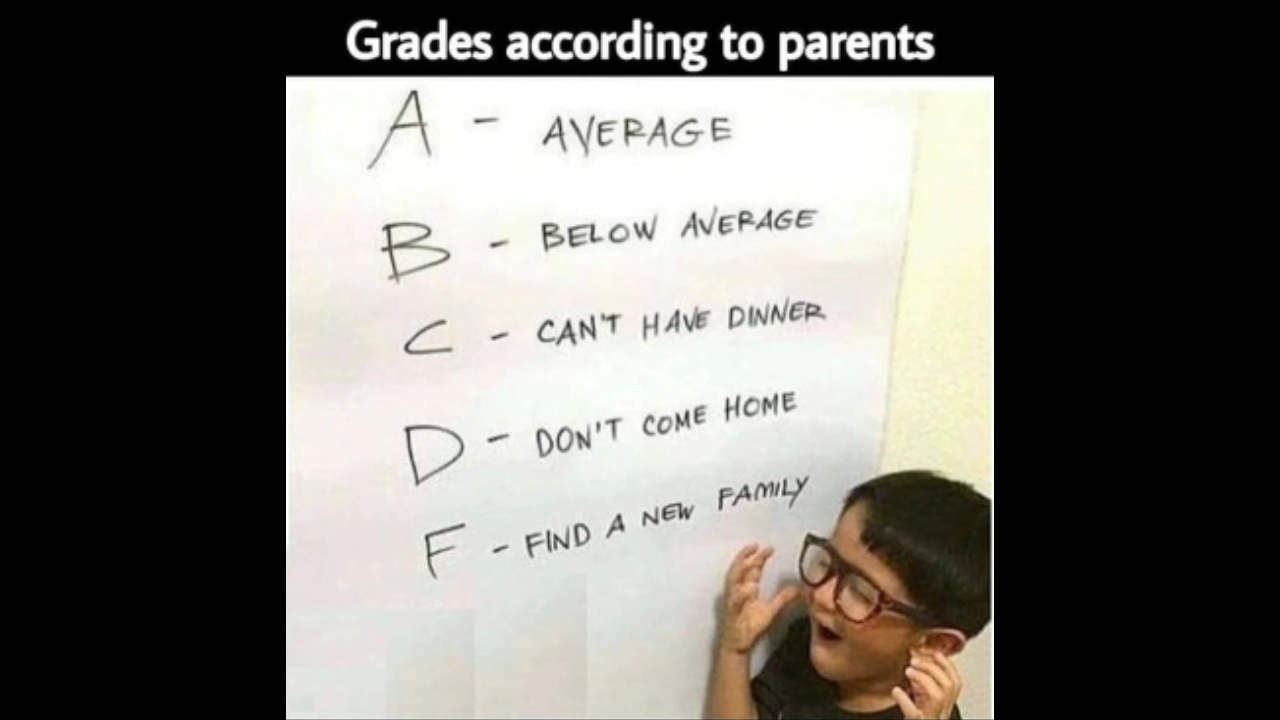 Grades according to parents
A - AVERAGE
B - BELOW AVERAGE
C - CAN'T HAVE DINNER
D - DON'T COME HOME
F - FIND A NEW FAMILY